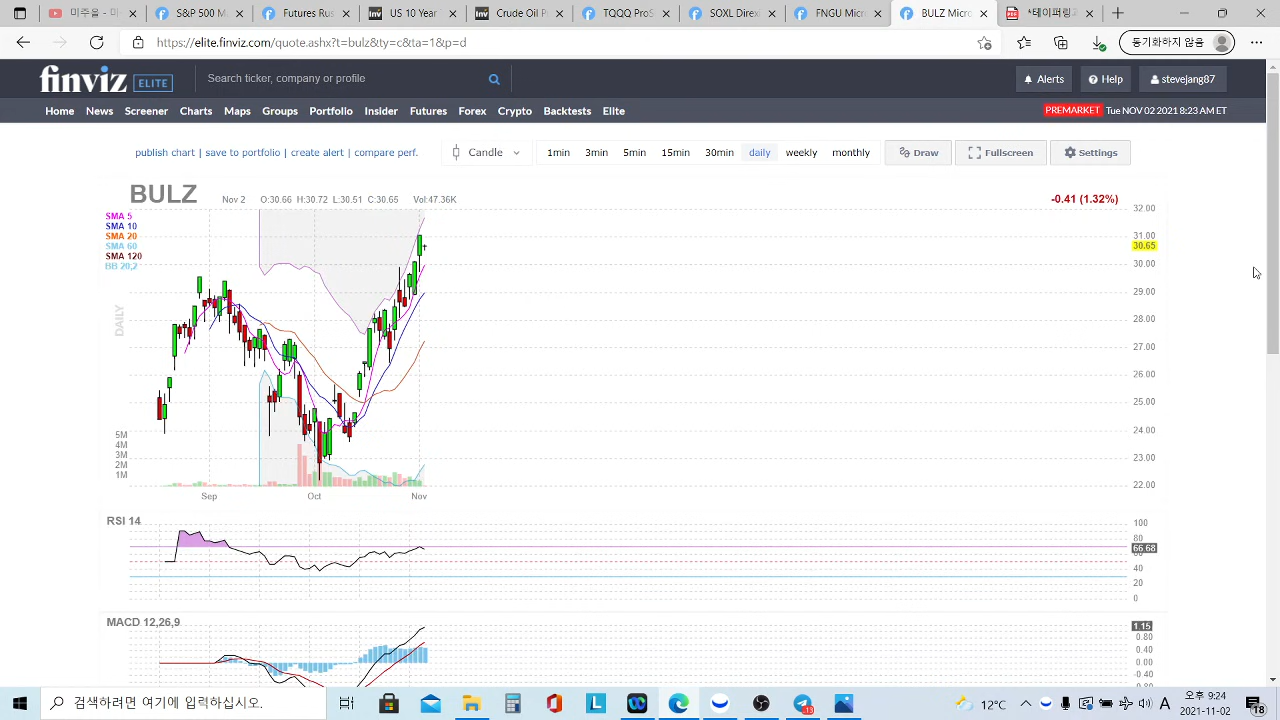 미주은 - 미
S&P 500 M
Futures
US 10 Year
Crude Oil P
TQQQ ProS
SOXL Direx
FNGU Micro
BULZ Micro
https://elite.finviz.com/quote.ashx?t=bulz&ty=c&ta=1&p=d
동기화하지 않음
finviz ELITE
Search ticker, company or profile
Alerts
Help
stevejang87
Home News Screener Charts Maps Groups Portfolio Insider Futures Forex Crypto Backtests Elite
PREMARKET Tue NOV 02 2021 8:23 AM ET
publish chart | save to portfolio | create alert | compare perf.
Candle
1min 3min 5min 15min 30min daily weekly monthly
Draw
Fullscreen
Settings
BULZ Nov 2 O:30.66 H:30.72 L:30.51 C:30.65 Vol:47.36K
-0.41 (1.32%)
SMA 5
SMA 10
SMA 20
SMA 60
SMA 120
BB 20,2
DAILY
32.00
31.00
30.65
30.00
29.00
28.00
27.00
26.00
25.00
24.00
23.00
22.00
5M
4M
3M
2M
1M
Sep Oct Nov
RSI 14
100
80
66.68
40
20
0
MACD 12,26,9
1.15
0.80
0.40
0.00
-0.40
검색하려면 여기에 입력하십시오.
12°C
A
오후 9:24
2021-11-02
18